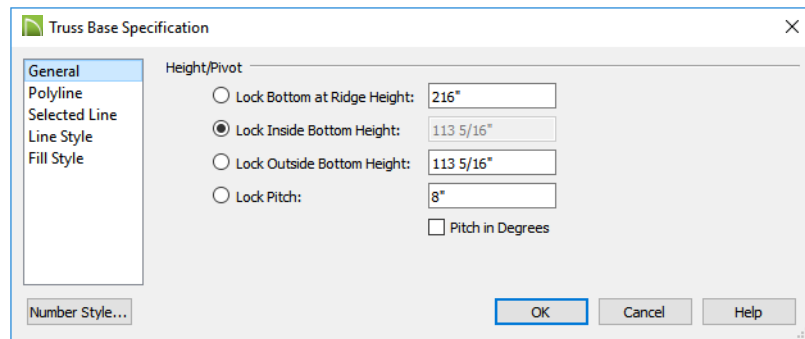 Truss Base Specification
General
Polyline
Selected Line
Line Style
Fill Style
Height/Pivot
Lock Bottom at Ridge Height: 216"
Lock Inside Bottom Height: 113 5/16"
Lock Outside Bottom Height: 113 5/16"
Lock Pitch: 8"
Pitch in Degrees
Number Style... OK Cancel Help